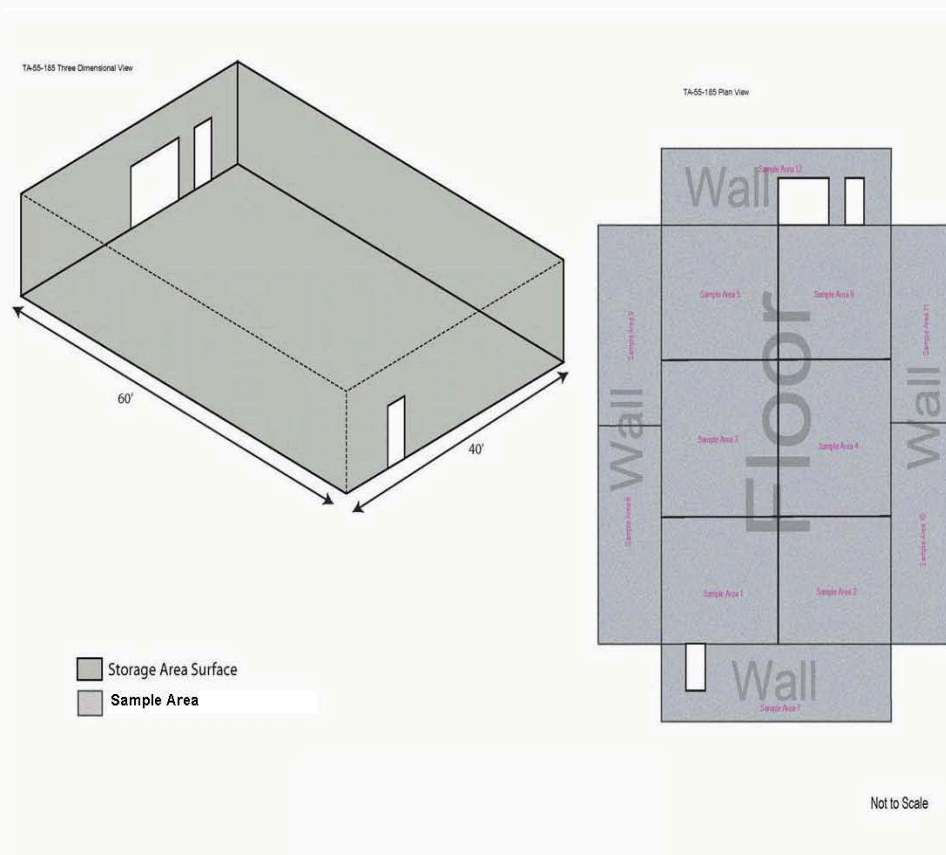 TA-55-185 Three Dimensional View
60'
40'
Storage Area Surface
Sample Area
TA-55-185 Plan View
Wall
Sample Area 12
Sample Area 5
Sample Area 6
Sample Area 9
Sample Area 11
Floor
Wall
Wall
Sample Area 3
Sample Area 4
Sample Area 8
Sample Area 10
Sample Area 1
Sample Area 2
Wall
Sample Area 7
Not to Scale